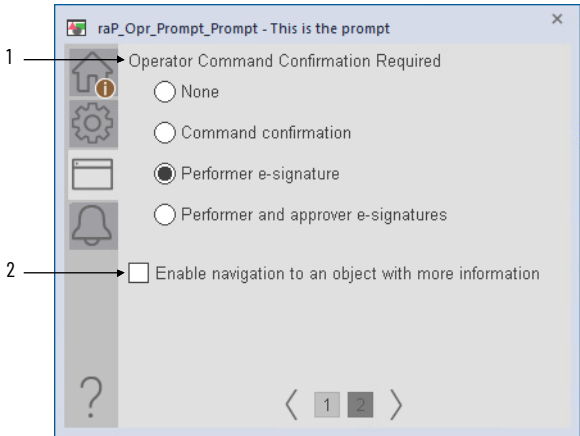 raP_Opr_Prompt_Prompt - This is the prompt
1
Operator Command Confirmation Required
None
Command confirmation
Performer e-signature
Performer and approver e-signatures
2
Enable navigation to an object with more information
? 
1 2